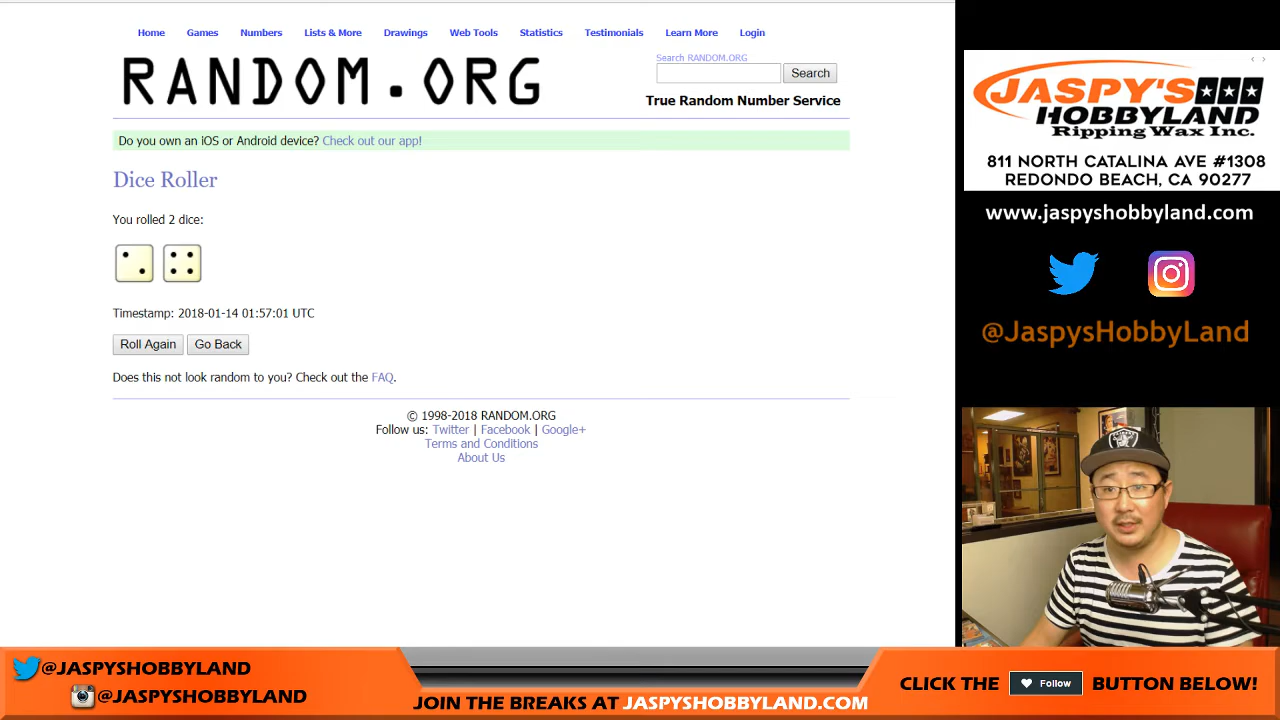 Home Games Numbers Lists & More Drawings Web Tools Statistics Testimonials Learn More Login
RANDOM.ORG
Search RANDOM.ORG
Search
True Random Number Service
Do you own an iOS or Android device? Check out our app!
Dice Roller
You rolled 2 dice:
Timestamp: 2018-01-14 01:57:01 UTC
Roll Again Go Back
Does this not look random to you? Check out the FAQ.
© 1998-2018 RANDOM.ORG
Follow us: Twitter | Facebook | Google+
Terms and Conditions
About Us
JASPY'S
HOBBYLAND
Ripping Wax Inc.
811 NORTH CATALINA AVE #1308
REDONDO BEACH, CA 90277
www.jaspyshobbyland.com
@JaspysHobbyLand
RAIDERS
@JASPYSHOBBYLAND
@JASPYSHOBBYLAND
JOIN THE BREAKS AT JASPYSHOBBYLAND.COM
CLICK THE Follow BUTTON BELOW!